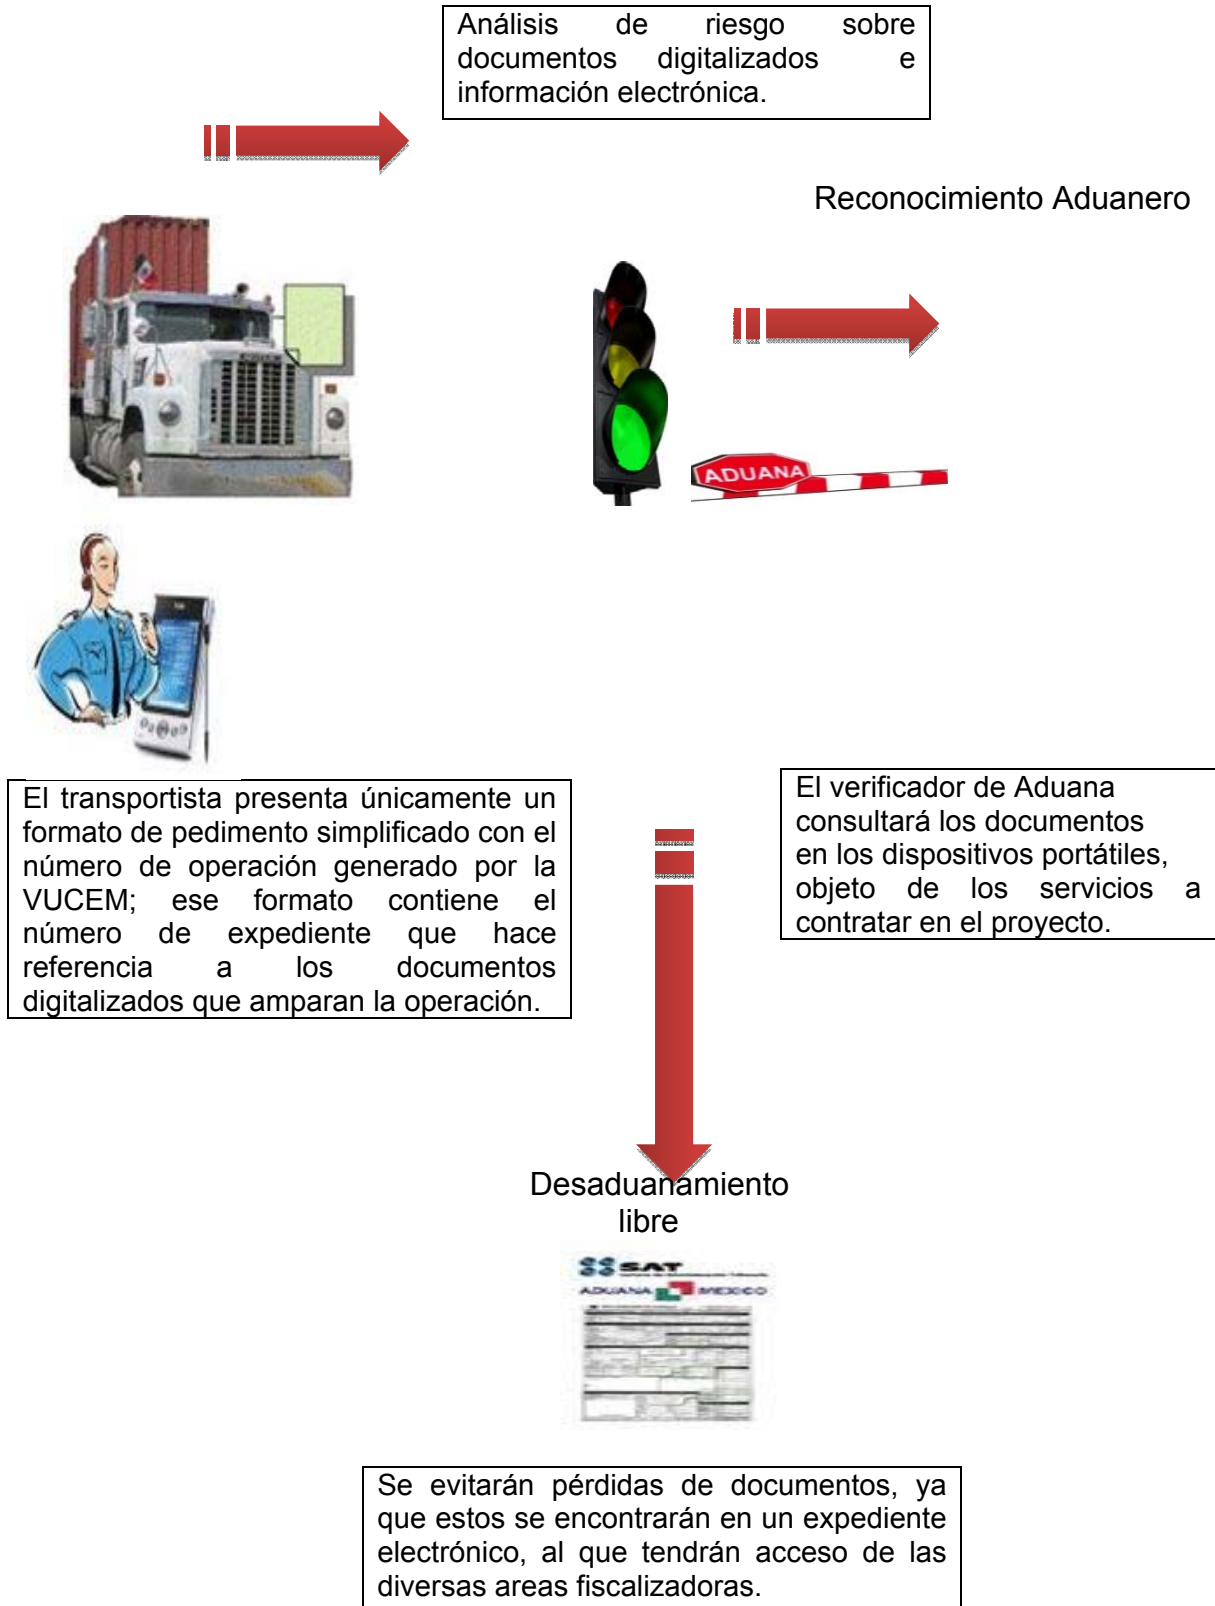 Análisis de riesgo sobre
documentos digitalizados e
información electrónica.
Reconocimiento Aduanero
ADUANA
El transportista presenta únicamente un
formato de pedimento simplificado con el
número de operación generado por la
VUCEM; ese formato contiene el
número de expediente que hace
referencia a los documentos
digitalizados que amparan la operación.
El verificador de Aduana
consultará los documentos
en los dispositivos portátiles,
objeto de los servicios a
contratar en el proyecto.
Desaduanamiento
libre
SAT
ADUANA MEXICO
Se evitarán pérdidas de documentos, ya
que estos se encontrarán en un expediente
electrónico, al que tendrán acceso de las
diversas areas fiscalizadoras.